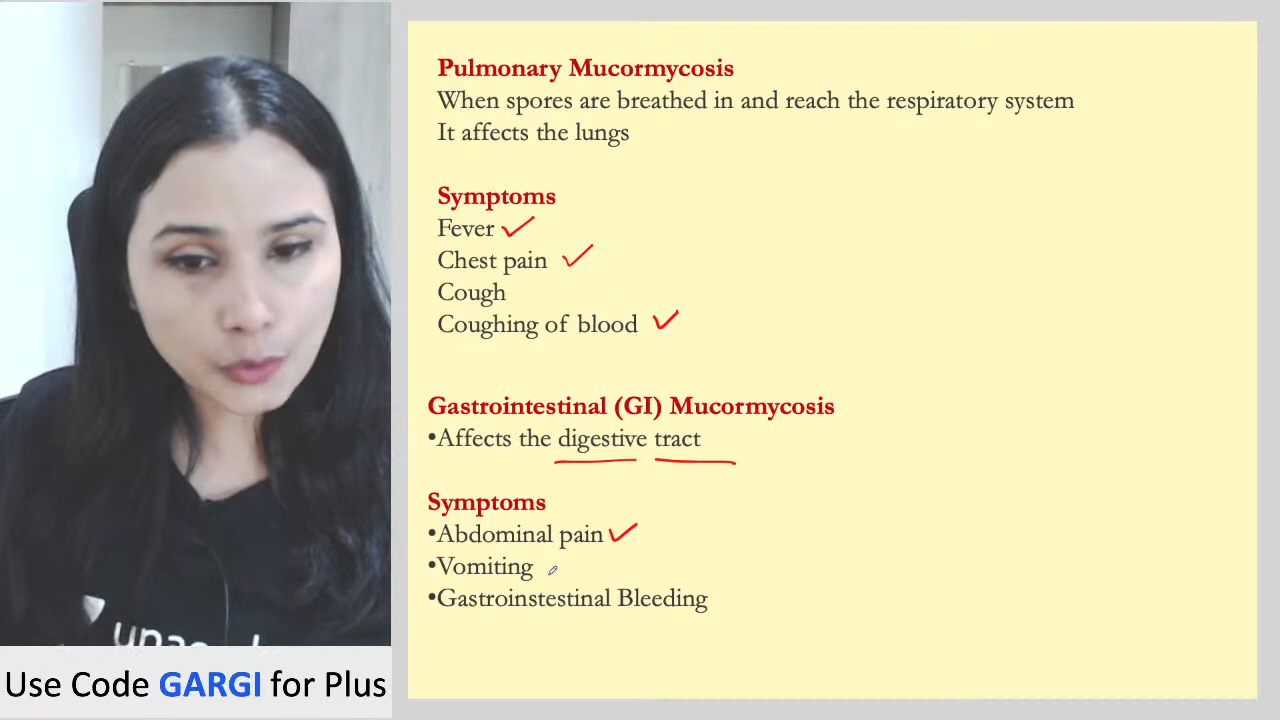 Pulmonary Mucormycosis
When spores are breathed in and reach the respiratory system
It affects the lungs
Symptoms
Fever
Chest pain
Cough
Coughing of blood
Gastrointestinal (GI) Mucormycosis
•Affects the digestive tract
Symptoms
•Abdominal pain
•Vomiting
•Gastroinstestinal Bleeding
Use Code GARGI for Plus